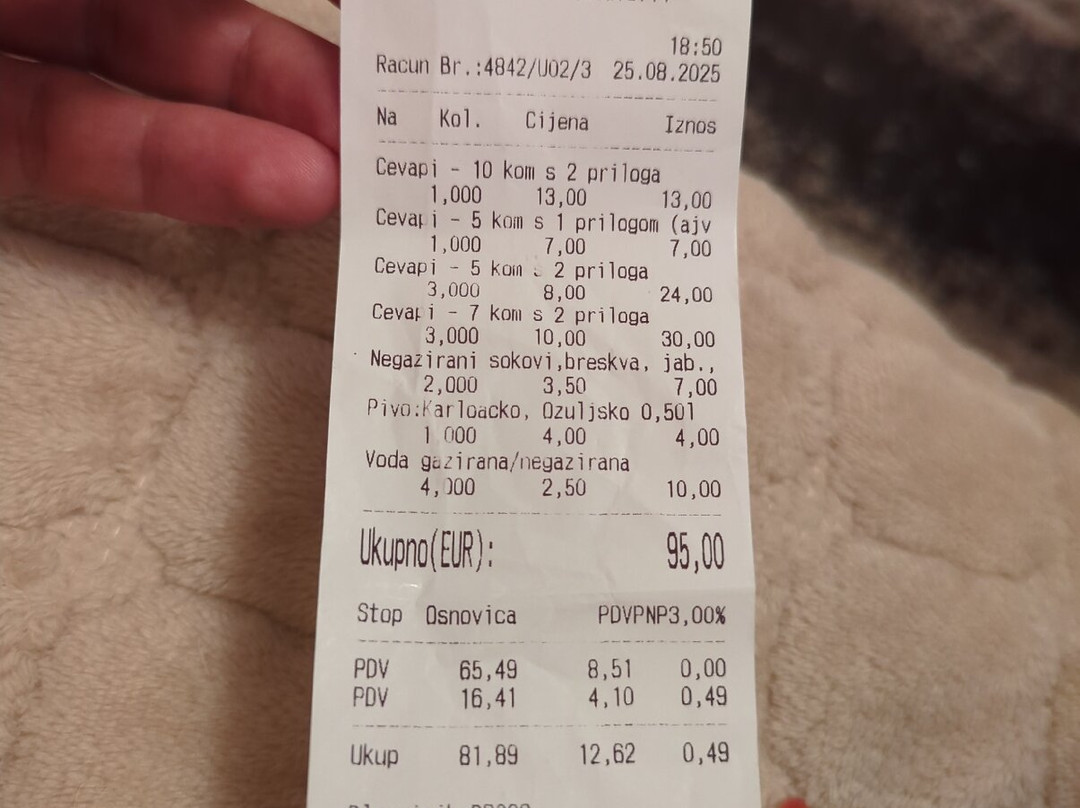 18:50
Racun Br.:4842/U02/3 25.08.2025
Na Kol. Cijena Iznos
Cevapi - 10 kom s 2 priloga
1,000 13,00 13,00
Cevapi - 5 kom s 1 prilogom (ajv
1,000 7,00 7,00
Cevapi - 5 kom s 2 priloga
3,000 8,00 24,00
Cevapi - 7 kom s 2 priloga
3,000 10,00 30,00
Negazirani sokovi,breskva, jab.,
2,000 3,50 7,00
Pivo:Karloacko, Ozuljsko 0,50l
1 000 4,00 4,00
Voda gazirana/negazirana
4,000 2,50 10,00
Ukupno(EUR): 95,00
Stop Osnovica PDVPNP3,00%
PDV 65,49 8,51 0,00
PDV 16,41 4,10 0,49
Ukup 81,89 12,62 0,49